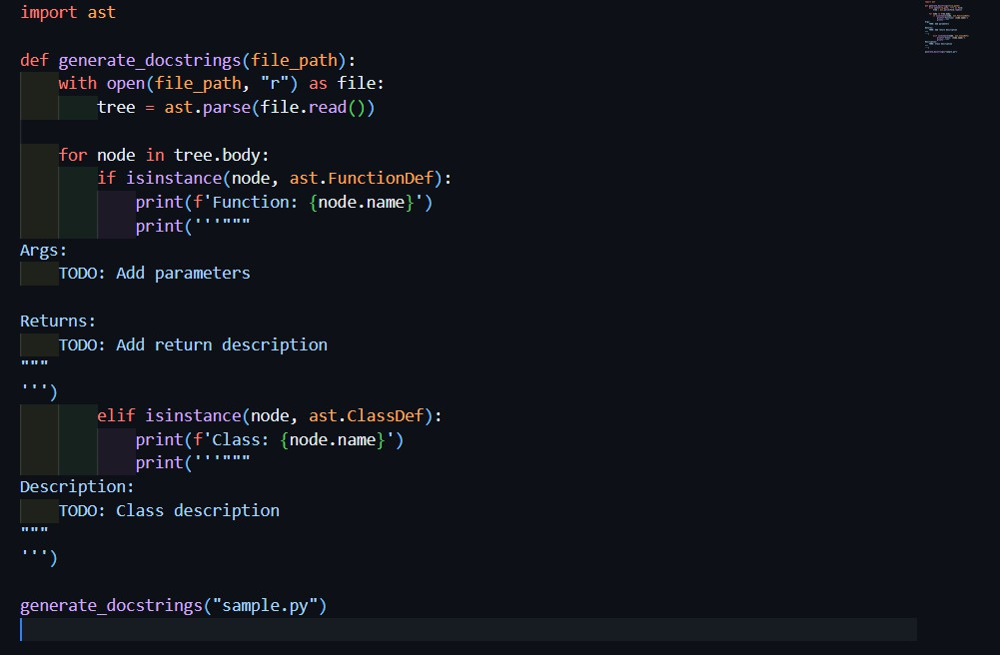 import ast

def generate_docstrings(file_path):
    with open(file_path, "r") as file:
        tree = ast.parse(file.read())

    for node in tree.body:
        if isinstance(node, ast.FunctionDef):
            print(f'Function: {node.name}')
            print('''"""
Args:
    TODO: Add parameters

Returns:
    TODO: Add return description
"""
''')
        elif isinstance(node, ast.ClassDef):
            print(f'Class: {node.name}')
            print('''"""
Description:
    TODO: Class description
"""
''')

generate_docstrings("sample.py")